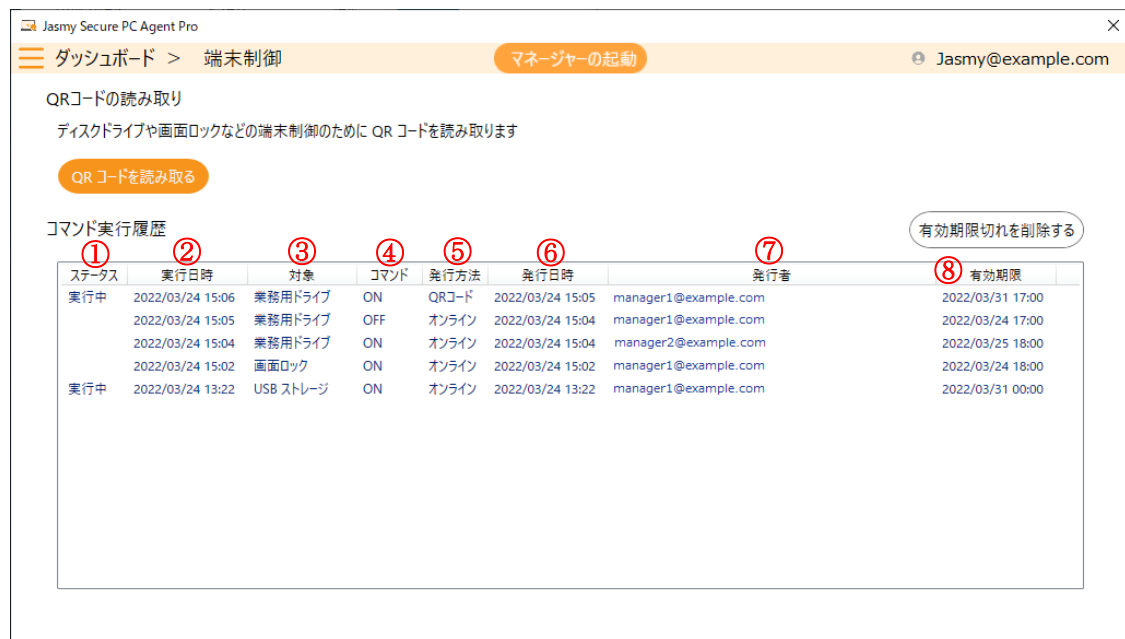 Jasmy Secure PC Agent Pro
ダッシュボード > 端末制御 マネージャーの起動 Jasmy@example.com
QRコードの読み取り
ディスクドライブや画面ロックなどの端末制御のために QR コードを読み取ります
QR コードを読み取る
コマンド実行履歴 有効期限切れを削除する
① ② ③ ④ ⑤ ⑥ ⑦ ⑧
ステータス 実行日時 対象 コマンド 発行方法 発行日時 発行者 有効期限
実行中 2022/03/24 15:06 業務用ドライブ ON QRコード 2022/03/24 15:05 manager1@example.com 2022/03/31 17:00
2022/03/24 15:05 業務用ドライブ OFF オンライン 2022/03/24 15:04 manager1@example.com 2022/03/24 17:00
2022/03/24 15:04 業務用ドライブ ON オンライン 2022/03/24 15:04 manager2@example.com 2022/03/25 18:00
2022/03/24 15:02 画面ロック ON オンライン 2022/03/24 15:02 manager1@example.com 2022/03/24 18:00
実行中 2022/03/24 13:22 USB ストレージ ON オンライン 2022/03/24 13:22 manager1@example.com 2022/03/31 00:00